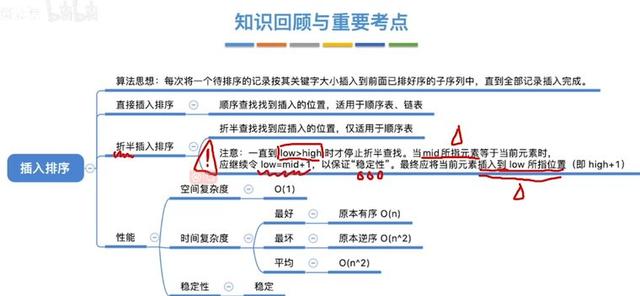 知识回顾与重要考点
算法思想：每次将一个待排序的记录按其关键字大小插入到前面已排好序的子序列中，直到全部记录插入完成。
直接插入排序
顺序查找找到插入的位置，适用于顺序表、链表
折半查找找到应插入的位置，仅适用于顺序表
折半插入排序
注意：一直到 low>high 时才停止折半查找。当 mid 所指元素等于当前元素时，
应继续令 low=mid+1，以保证“稳定性”。最终应将当前元素插入到 low 所指位置（即 high+1）
插入排序
空间复杂度
O(1)
最好
原本有序 O(n)
性能
时间复杂度
最坏
原本逆序 O(n^2)
平均
O(n^2)
稳定性
稳定